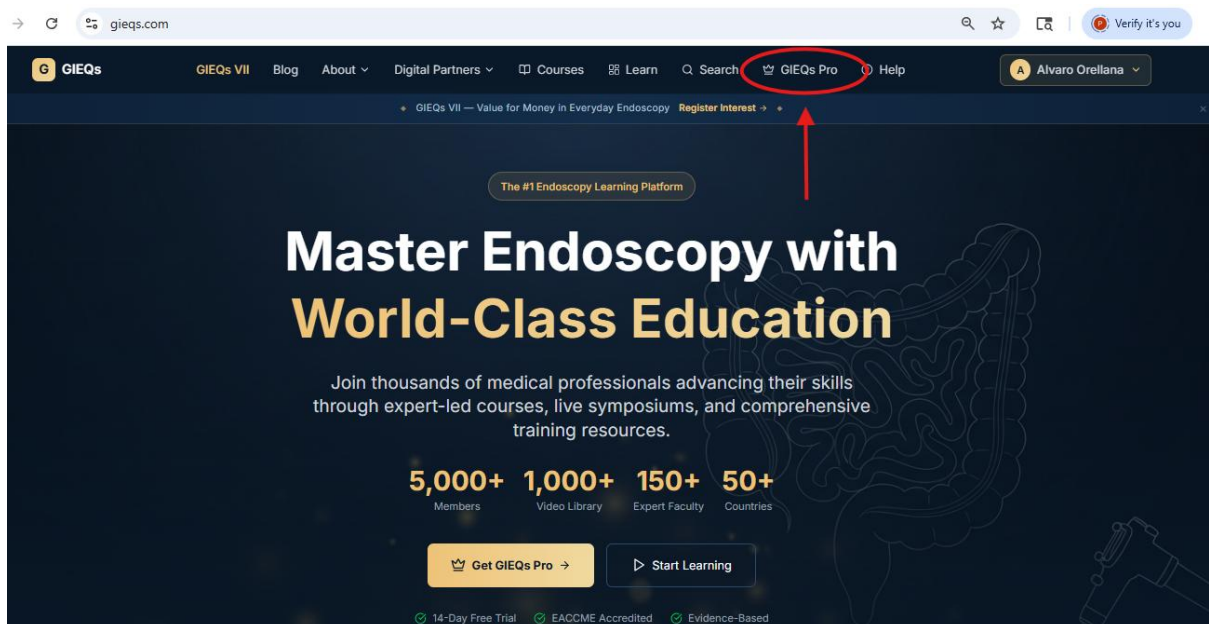 gieqs.com
Verify it's you
G GIEQs GIEQs VII Blog About Digital Partners Courses Learn Search GIEQs Pro Help A Alvaro Orellana
GIEQs VII — Value for Money in Everyday Endoscopy Register Interest →
The #1 Endoscopy Learning Platform
Master Endoscopy with
World-Class Education
Join thousands of medical professionals advancing their skills
through expert-led courses, live symposiums, and comprehensive
training resources.
5,000+ 1,000+ 150+ 50+
Members Video Library Expert Faculty Countries
Get GIEQs Pro → Start Learning
14-Day Free Trial EACCME Accredited Evidence-Based